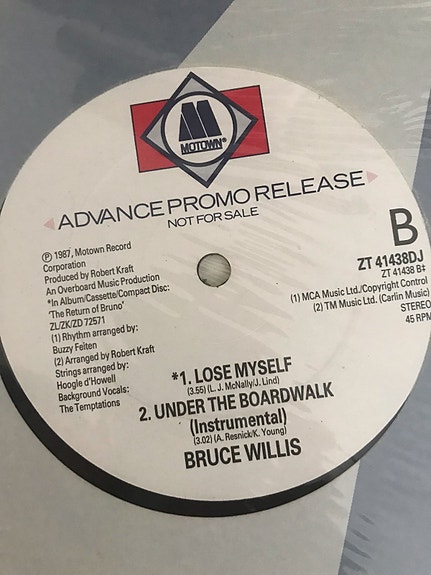 M
MOTOWN®
ADVANCE PROMO RELEASE
NOT FOR SALE
℗ 1987, Motown Record
Corporation
Produced by Robert Kraft
An Overboard Music Production
*In Album/Cassette/Compact Disc:
'The Return of Bruno'
ZL/ZK/ZD 72571
(1) Rhythm arranged by:
Buzzy Feiten
(2) Arranged by Robert Kraft
Strings arranged by:
Hoogie d'Howell
Background Vocals:
The Temptations
B
ZT 41438DJ
ZT 41438 B‡
(1) MCA Music Ltd./Copyright Control
(2) TM Music Ltd. (Carlin Music)
STEREO
45 RPM
*1. LOSE MYSELF
(3.55) (L. J. McNally/J. Lind)
2. UNDER THE BOARDWALK
(Instrumental)
(3.02) (A. Resnick/K. Young)
BRUCE WILLIS